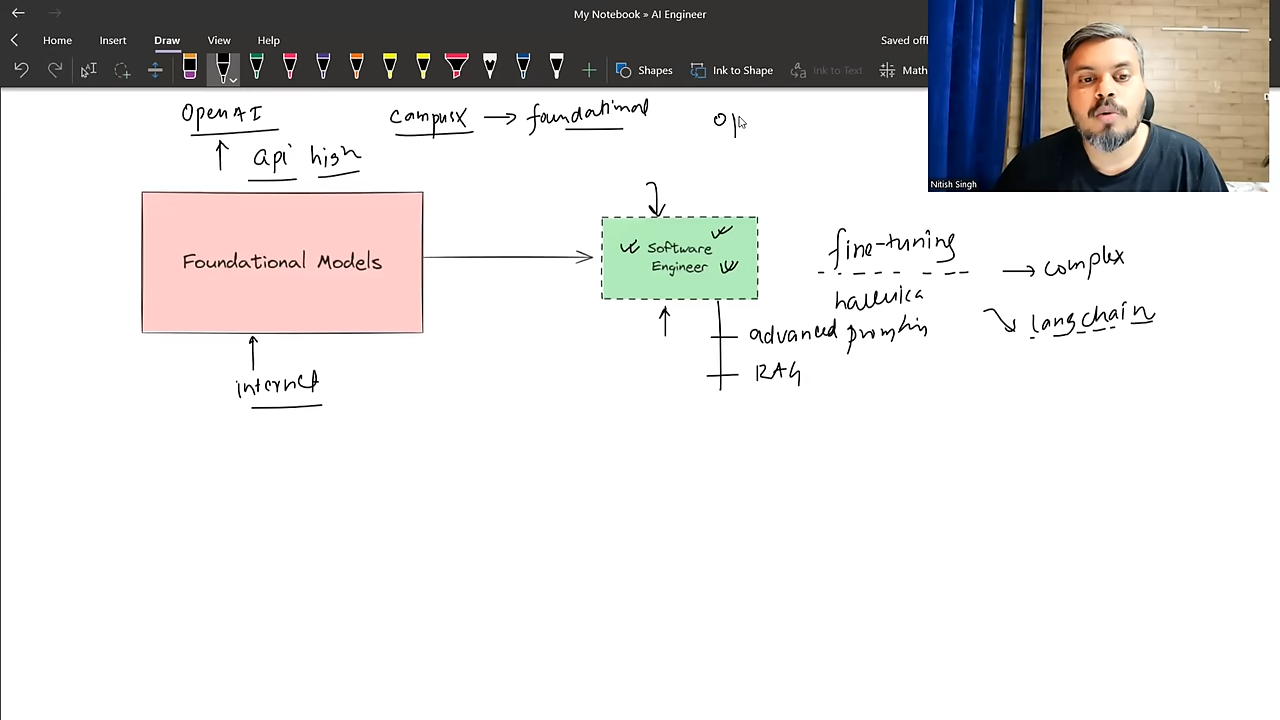 My Notebook » AI Engineer
Home Insert Draw View Help
Saved offl
Shapes Ink to Shape Ink to Text Math
OpenAI
campusx → foundational
api high
Foundational Models
Software
Engineer
internet
fine-tuning
hallucica
→ complex
langchain
advanced promptin
RAG
Nitish Singh